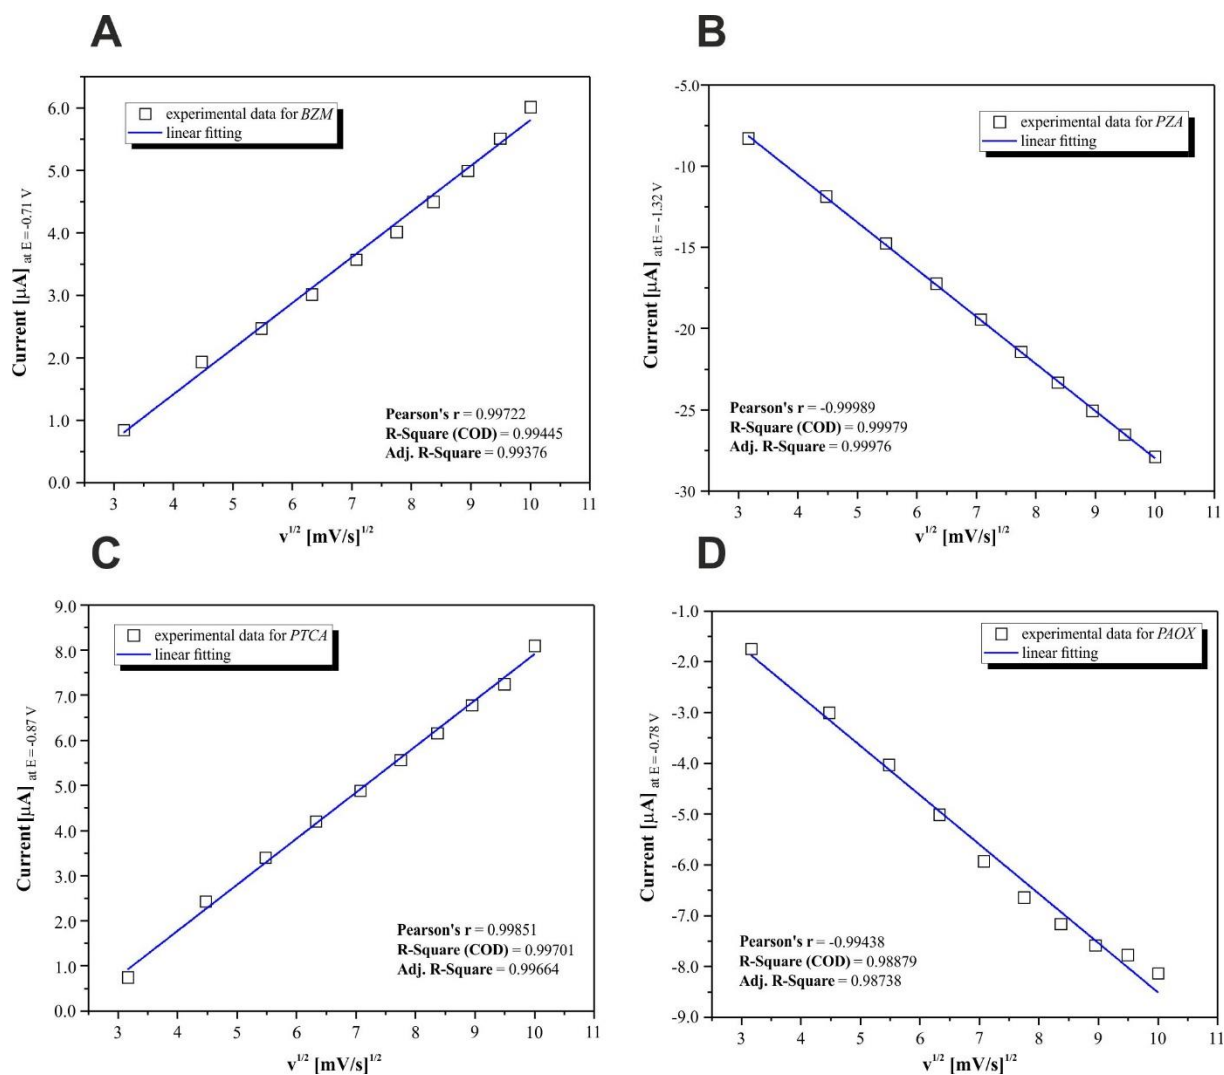 A
6.0
5.0
4.0
3.0
2.0
1.0
0.0
Current [μA] at E = -0.71 V
experimental data for BZM
linear fitting
Pearson's r = 0.99722
R-Square (COD) = 0.99445
Adj. R-Square = 0.99376
3 4 5 6 7 8 9 10 11
v^1/2 [mV/s]^1/2
B
-5.0
-10
-15
-20
-25
-30
Current [μA] at E = -1.32 V
experimental data for PZA
linear fitting
Pearson's r = -0.99989
R-Square (COD) = 0.99979
Adj. R-Square = 0.99976
3 4 5 6 7 8 9 10 11
v^1/2 [mV/s]^1/2
C
9.0
8.0
7.0
6.0
5.0
4.0
3.0
2.0
1.0
0.0
Current [μA] at E = -0.87 V
experimental data for PTCA
linear fitting
Pearson's r = 0.99851
R-Square (COD) = 0.99701
Adj. R-Square = 0.99664
3 4 5 6 7 8 9 10 11
v^1/2 [mV/s]^1/2
D
-1.0
-2.0
-3.0
-4.0
-5.0
-6.0
-7.0
-8.0
-9.0
Current [μA] at E = -0.78 V
experimental data for PAOX
linear fitting
Pearson's r = -0.99438
R-Square (COD) = 0.98879
Adj. R-Square = 0.98738
3 4 5 6 7 8 9 10 11
v^1/2 [mV/s]^1/2